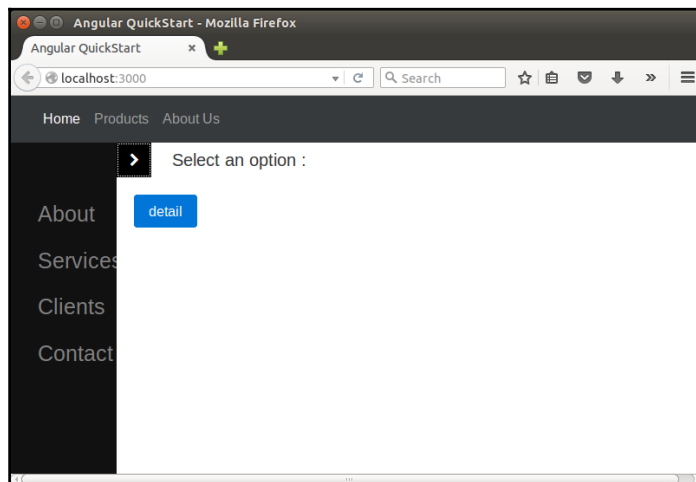 Angular QuickStart - Mozilla Firefox
Angular QuickStart
localhost:3000 Search
Home Products About Us
Select an option :
About
detail
Services
Clients
Contact